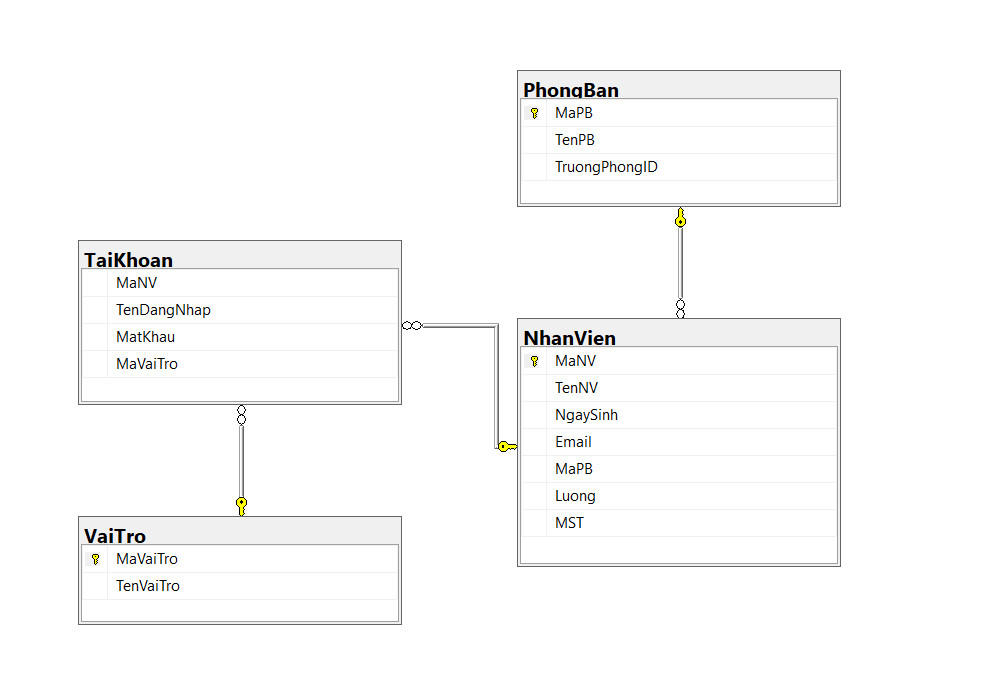 PhongBan
MaPB
TenPB
TruongPhongID
TaiKhoan
MaNV
TenDangNhap
MatKhau
MaVaiTro
NhanVien
MaNV
TenNV
NgaySinh
Email
MaPB
Luong
MST
VaiTro
MaVaiTro
TenVaiTro